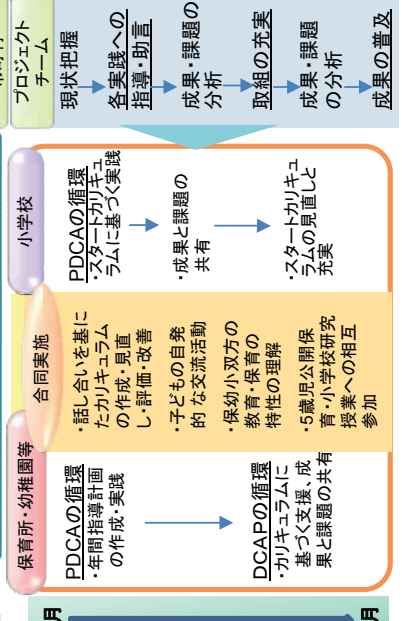 月
月
保育所・幼稚園等
PDCAの循環
・年間指導計画
の作成・実践
DCAPの循環
・カリキュラムに
基づく支援、成
果と課題の共有
合同実施
・話し合いを基に
したカリキュラム
の作成・見直
し・評価・改善
・子どもの自発
的な交流活動
・保幼小双方の
教育・保育の
特性の理解
・5歳児公開保
育・小学校研究
授業への相互
参加
小学校
PDCAの循環
・スタートカリキュ
ラムに基づく実践
・成果と課題の
共有
・スタートカリキュ
ラムの見直しと
充実
プロジェクト
チーム
現状把握
各実践への
指導・助言
成果・課題の
分析
取組の充実
成果・課題
の分析
成果の普及